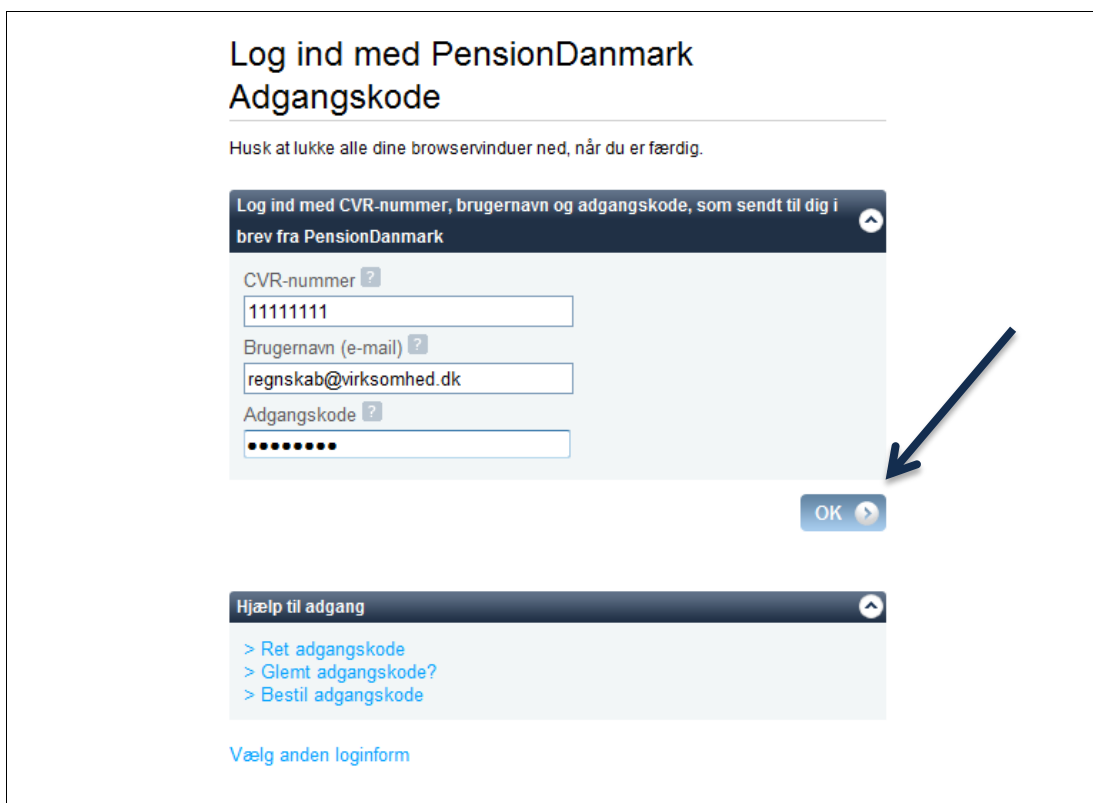 Log ind med PensionDanmark
Adgangskode
Husk at lukke alle dine browservinduer ned, når du er færdig.
Log ind med CVR-nummer, brugernavn og adgangskode, som sendt til dig i
brev fra PensionDanmark
CVR-nummer ?
11111111
Brugernavn (e-mail) ?
regnskab@virksomhed.dk
Adgangskode ?
••••••••
OK
Hjælp til adgang
> Ret adgangskode
> Glemt adgangskode?
> Bestil adgangskode
Vælg anden loginform